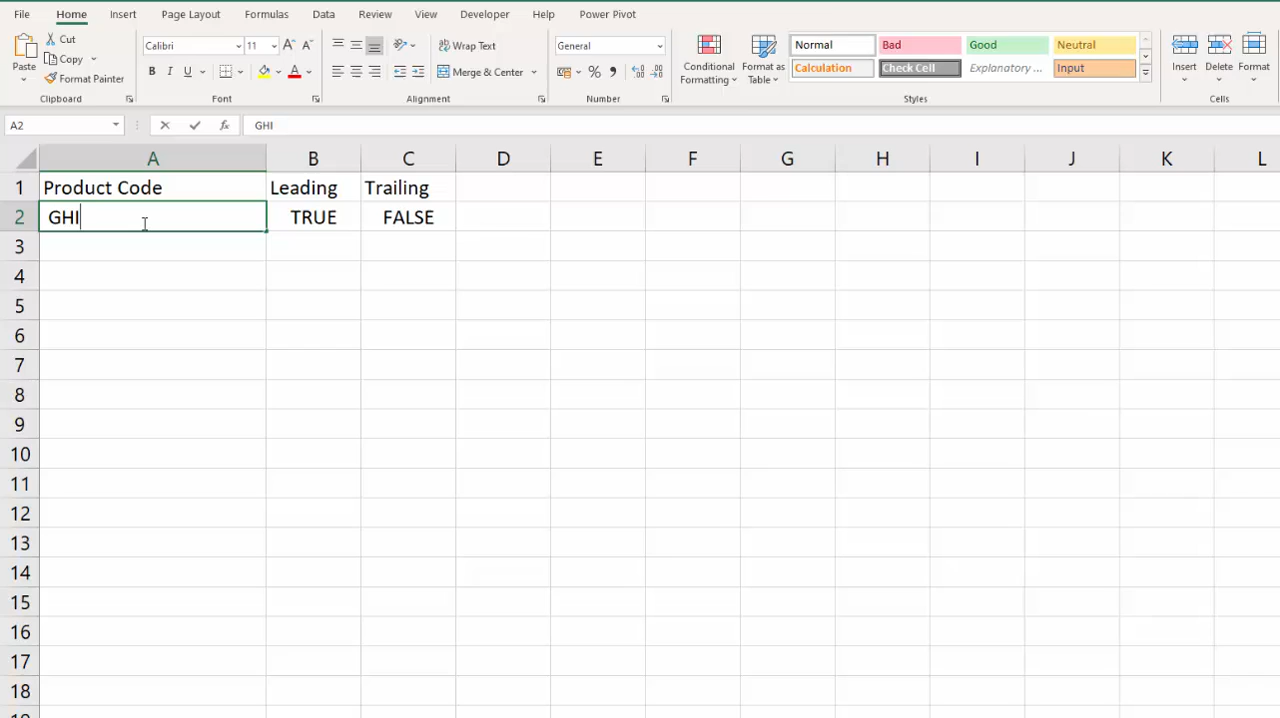 File Home Insert Page Layout Formulas Data Review View Developer Help Power Pivot
Paste Cut Copy Format Painter Clipboard
Calibri 11 A A B I U A Font
Wrap Text Merge & Center Alignment
General % , Number
Conditional Formatting Format as Table
Normal Bad Good Neutral
Calculation Check Cell Explanatory ... Input
Styles
Insert Delete Format
Cells
A2 fx GHI
A B C D E F G H I J K L
1 Product Code Leading Trailing
2 GHI TRUE FALSE
3
4
5
6
7
8
9
10
11
12
13
14
15
16
17
18